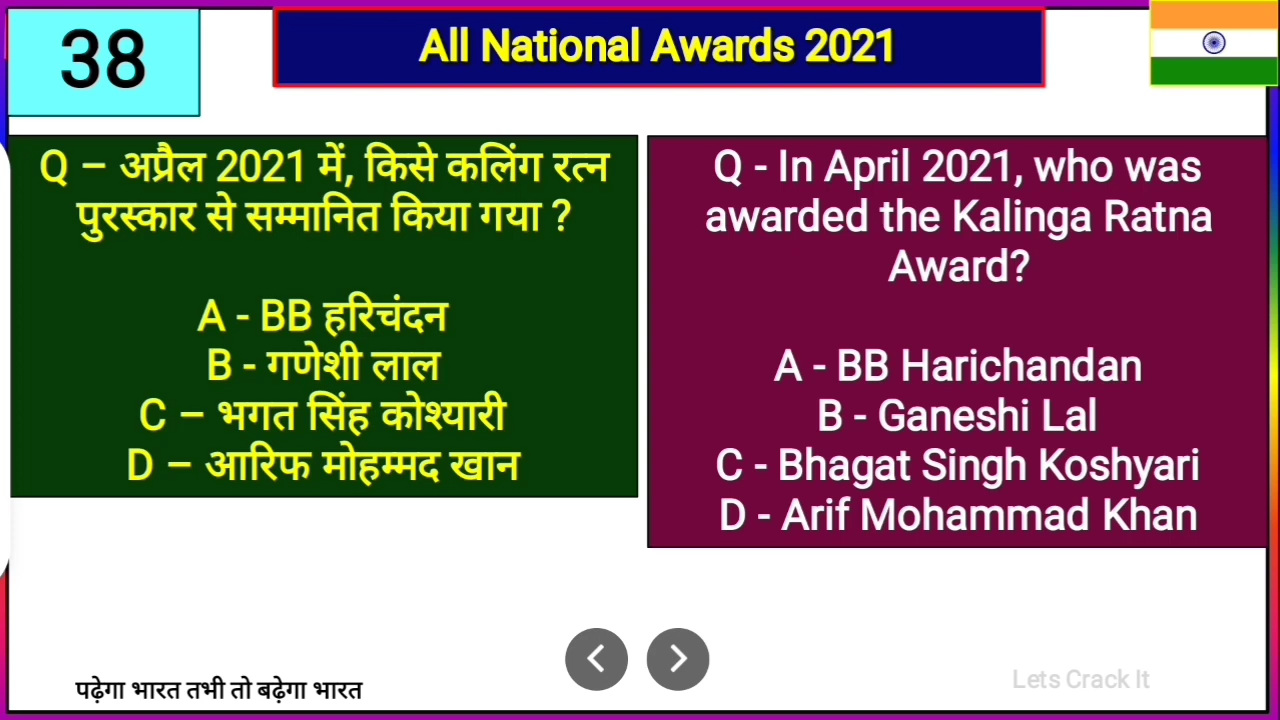 38
All National Awards 2021
Q – अप्रैल 2021 में, किसे कलिंग रत्न
पुरस्कार से सम्मानित किया गया ?
A - BB हरिचंदन
B - गणेशी लाल
C – भगत सिंह कोश्यारी
D – आरिफ मोहम्मद खान
Q - In April 2021, who was
awarded the Kalinga Ratna
Award?
A - BB Harichandan
B - Ganeshi Lal
C - Bhagat Singh Koshyari
D - Arif Mohammad Khan
पढ़ेगा भारत तभी तो बढ़ेगा भारत
Lets Crack It